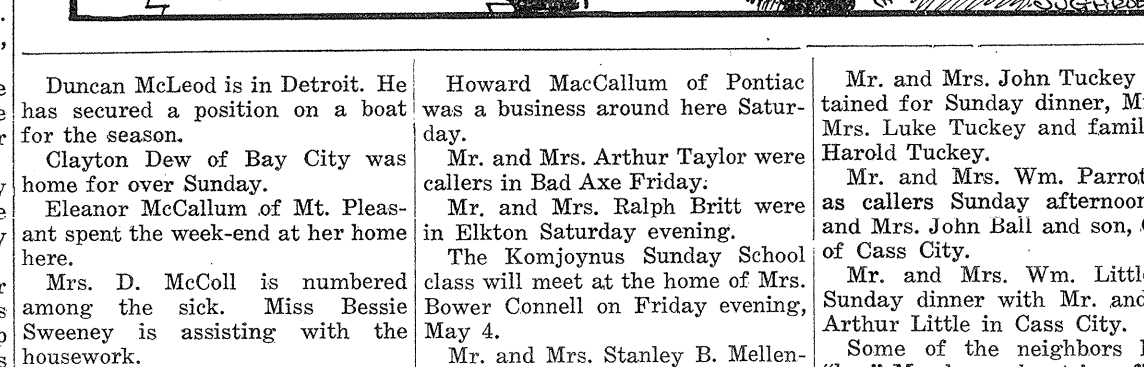 Duncan McLeod is in Detroit. He
has secured a position on a boat
for the season.
Clayton Dew of Bay City was
home for over Sunday.
Eleanor McCallum of Mt. Pleas-
ant spent the week-end at her home
here.
Mrs. D. McColl is numbered
among the sick. Miss Bessie
Sweeney is assisting with the
housework.
Howard MacCallum of Pontiac
was a business around here Satur-
day.
Mr. and Mrs. Arthur Taylor were
callers in Bad Axe Friday.
Mr. and Mrs. Ralph Britt were
in Elkton Saturday evening.
The Komjoynus Sunday School
class will meet at the home of Mrs.
Bower Connell on Friday evening,
May 4.
Mr. and Mrs. Stanley B. Mellen-
Mr. and Mrs. John Tuckey
tained for Sunday dinner,
Mrs. Luke Tuckey and famil
Harold Tuckey.
Mr. and Mrs. Wm. Parrot
as callers Sunday afternoon
and Mrs. John Ball and son,
of Cass City.
Mr. and Mrs. Wm. Littl
Sunday dinner with Mr. and
Arthur Little in Cass City.
Some of the neighbors